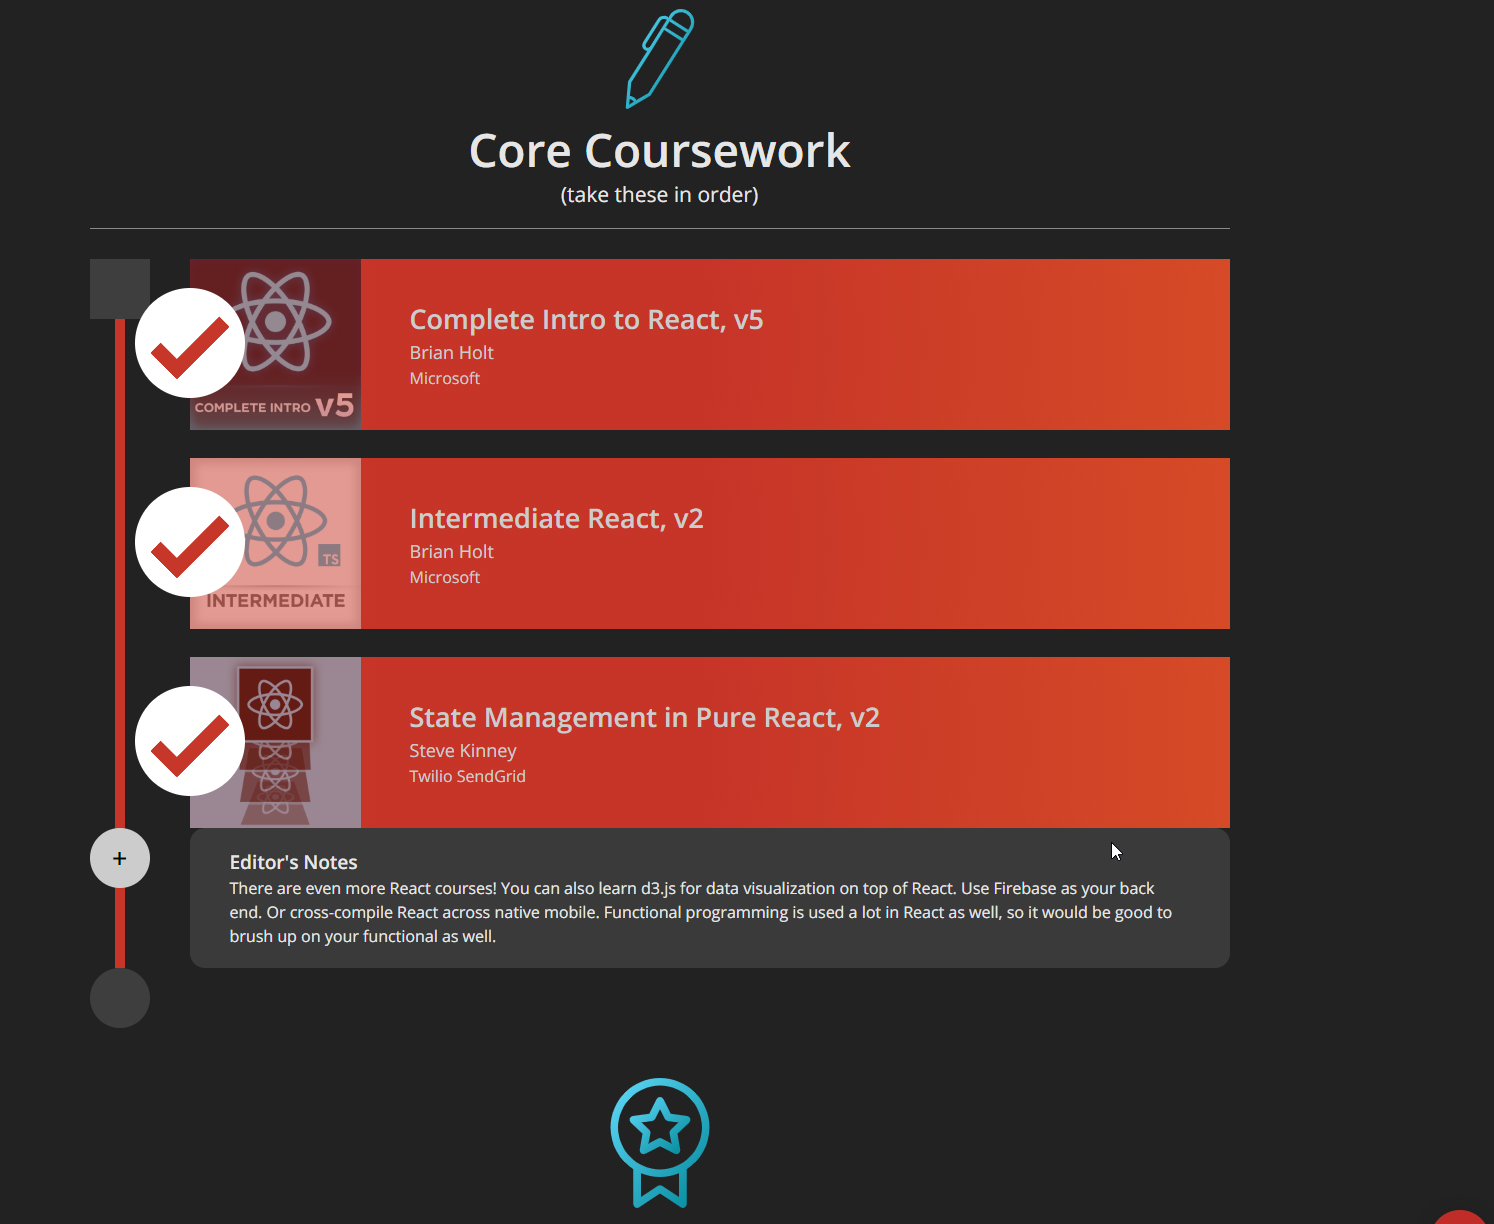 Core Coursework
(take these in order)
COMPLETE INTRO v5
Complete Intro to React, v5
Brian Holt
Microsoft
TS
INTERMEDIATE
Intermediate React, v2
Brian Holt
Microsoft
State Management in Pure React, v2
Steve Kinney
Twilio SendGrid
+
Editor's Notes
There are even more React courses! You can also learn d3.js for data visualization on top of React. Use Firebase as your back
end. Or cross-compile React across native mobile. Functional programming is used a lot in React as well, so it would be good to
brush up on your functional as well.